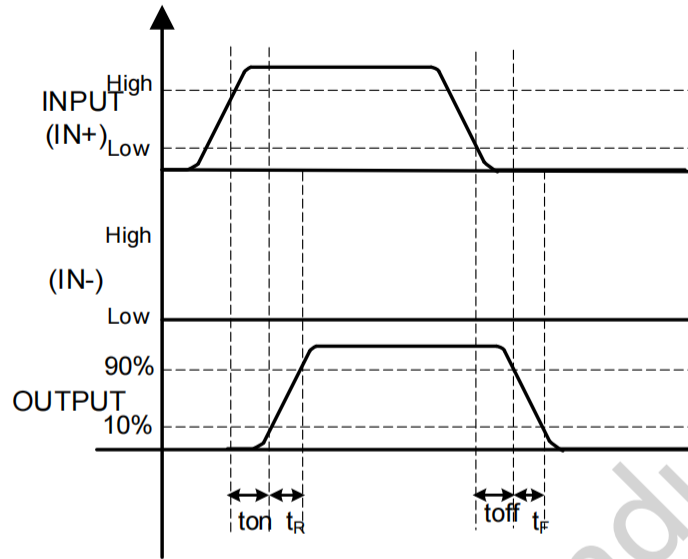 High
INPUT
(IN+)
Low
High
(IN-)
Low
90%
OUTPUT
10%
ton tR toff tF